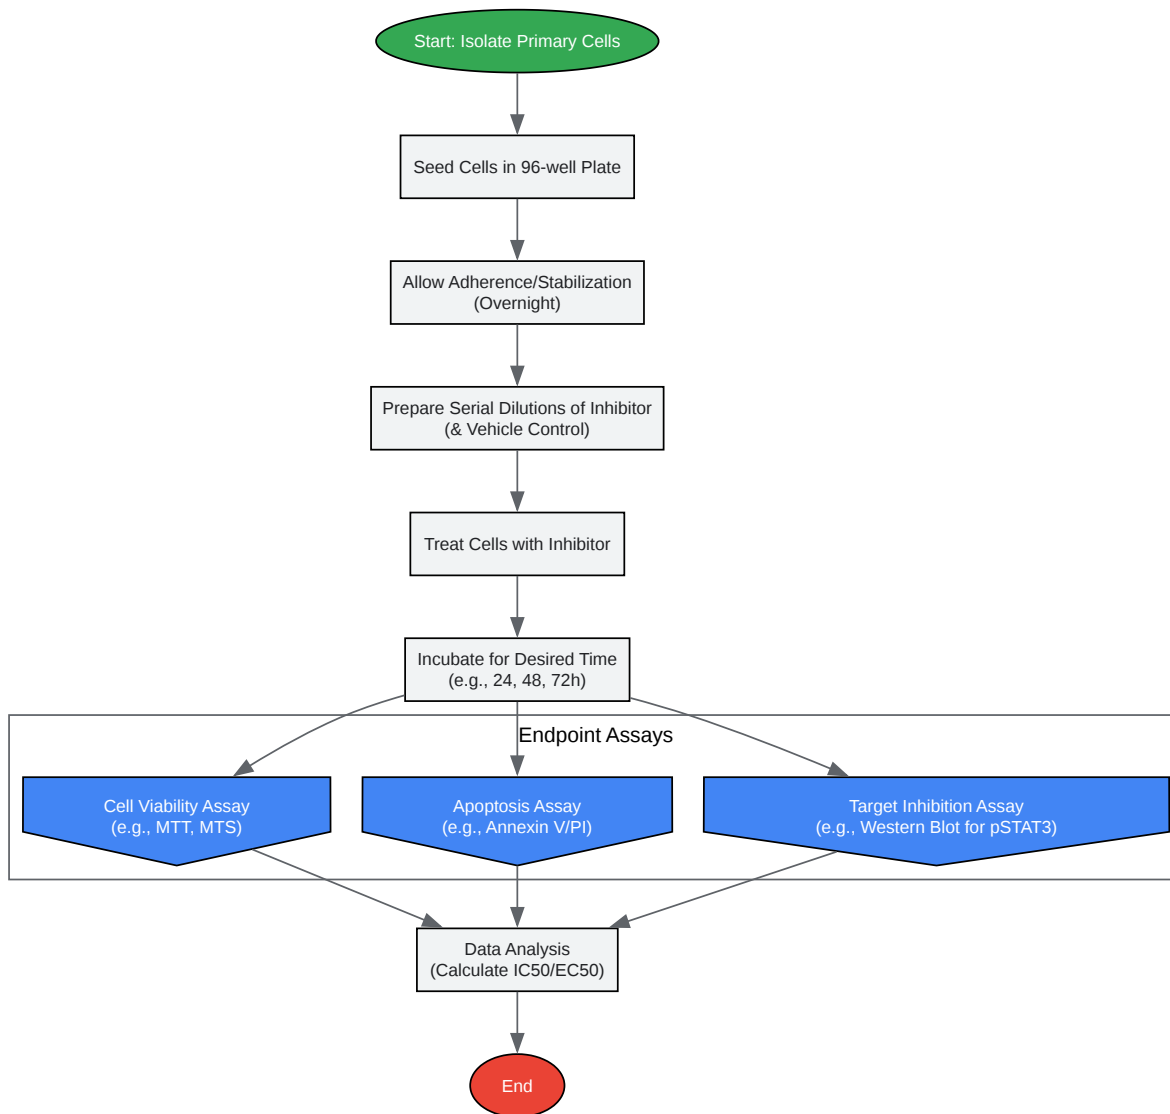 Start: Isolate Primary Cells
Seed Cells in 96-well Plate
Allow Adherence/Stabilization
(Overnight)
Prepare Serial Dilutions of Inhibitor
(& Vehicle Control)
Treat Cells with Inhibitor
Incubate for Desired Time
(e.g., 24, 48, 72h)
Endpoint Assays
Cell Viability Assay
(e.g., MTT, MTS)
Apoptosis Assay
(e.g., Annexin V/PI)
Target Inhibition Assay
(e.g., Western Blot for pSTAT3)
Data Analysis
(Calculate IC50/EC50)
End